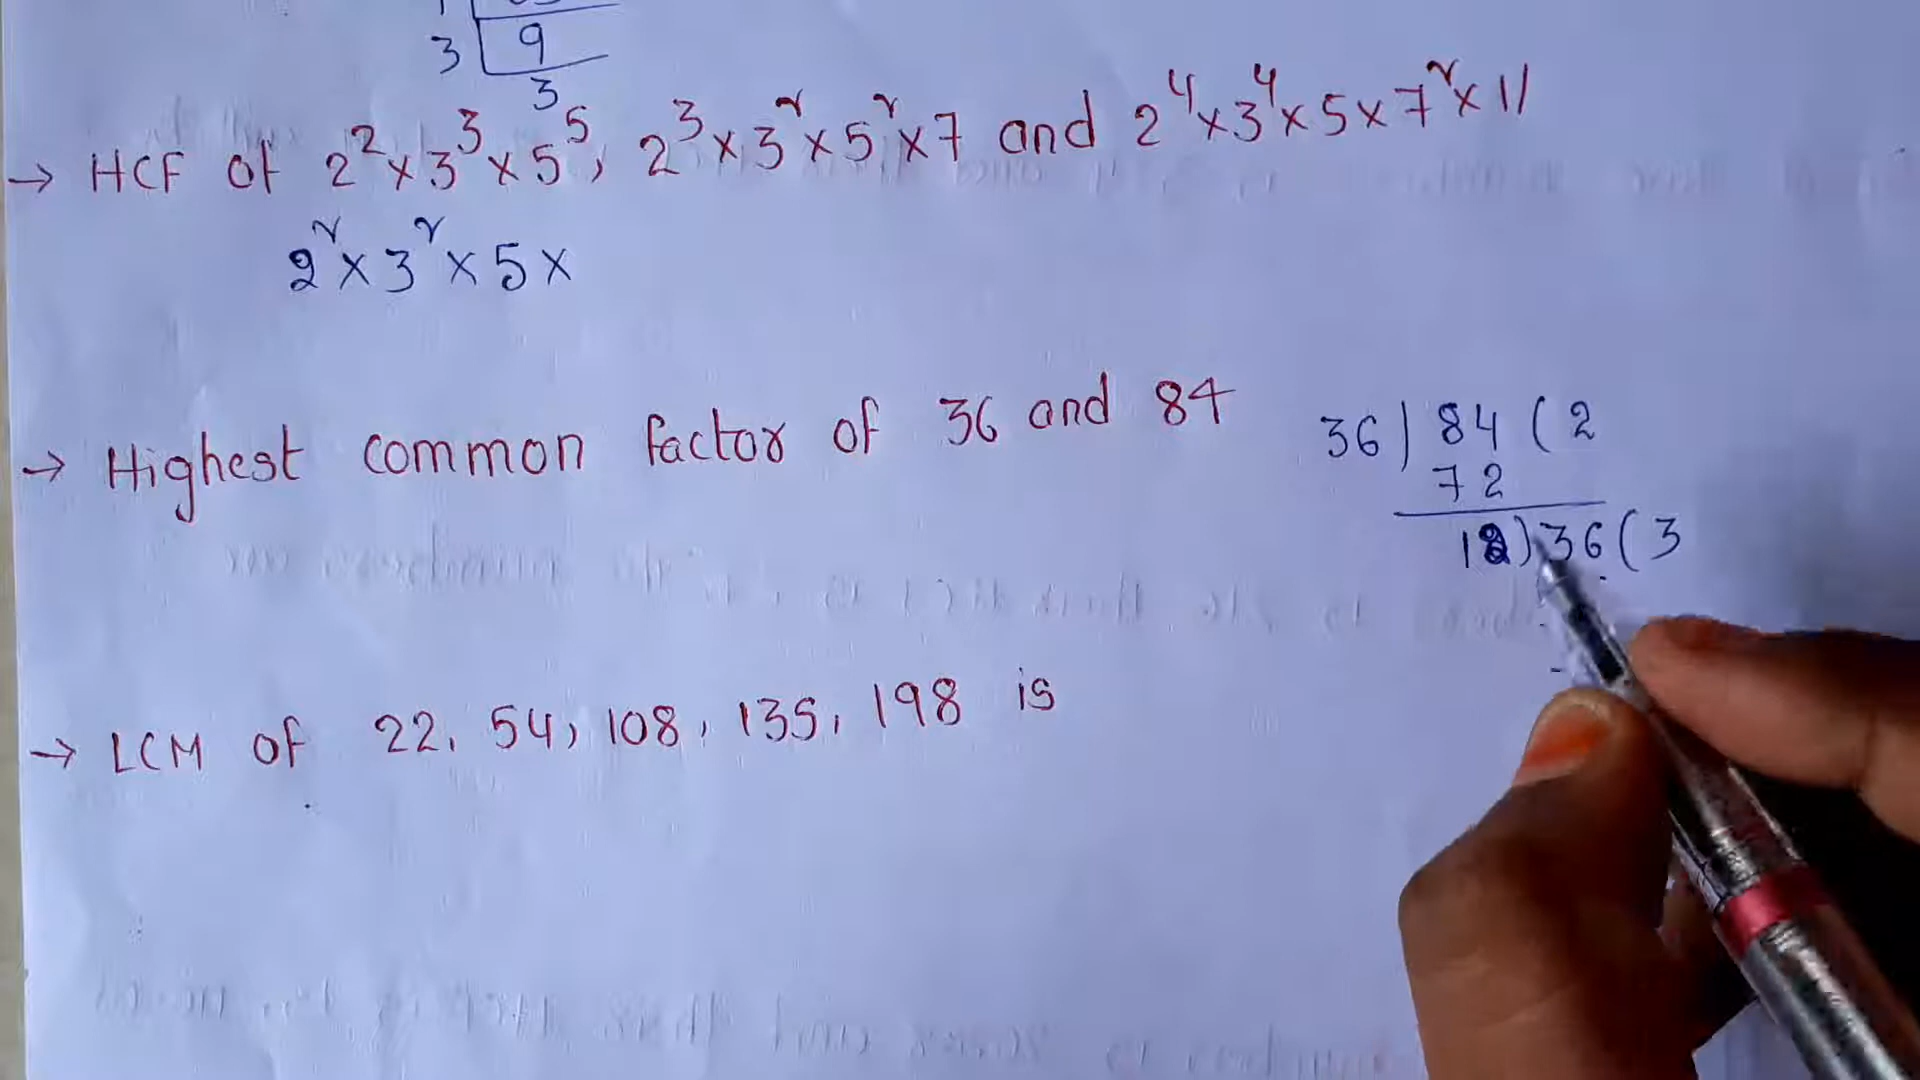 3 9
3
→ HCF of 2² × 3³ × 5⁵, 2³ × 3² × 5² × 7 and 2⁴ × 3⁴ × 5 × 7² × 11
2² × 3² × 5 ×
→ Highest common factor of 36 and 84
36 ) 84 ( 2
72
12 ) 36 ( 3
→ LCM of 22, 54, 108, 135, 198 is